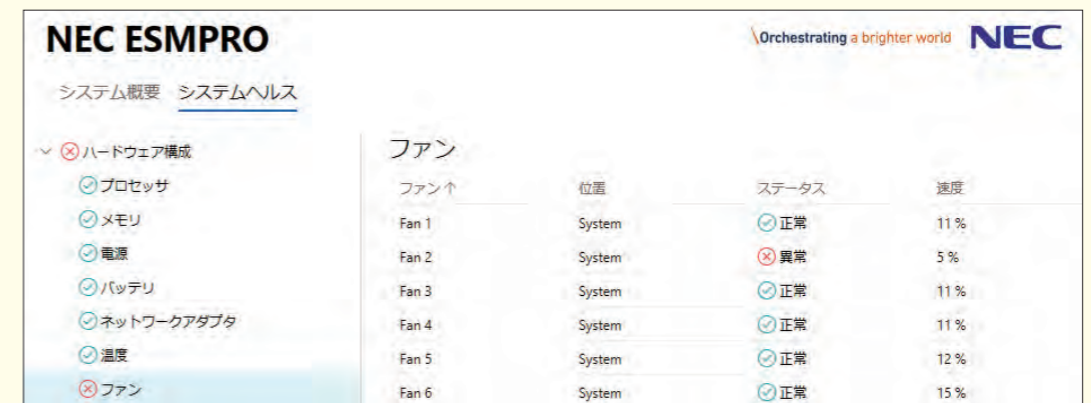 NEC ESMPRO
\Orchestrating a brighter world NEC
システム概要 システムヘルス
ハードウェア構成
プロセッサ
メモリ
電源
バッテリ
ネットワークアダプタ
温度
ファン
ファン
ファン↑ 位置 ステータス 速度
Fan 1 System 正常 11 %
Fan 2 System 異常 5 %
Fan 3 System 正常 11 %
Fan 4 System 正常 11 %
Fan 5 System 正常 12 %
Fan 6 System 正常 15 %